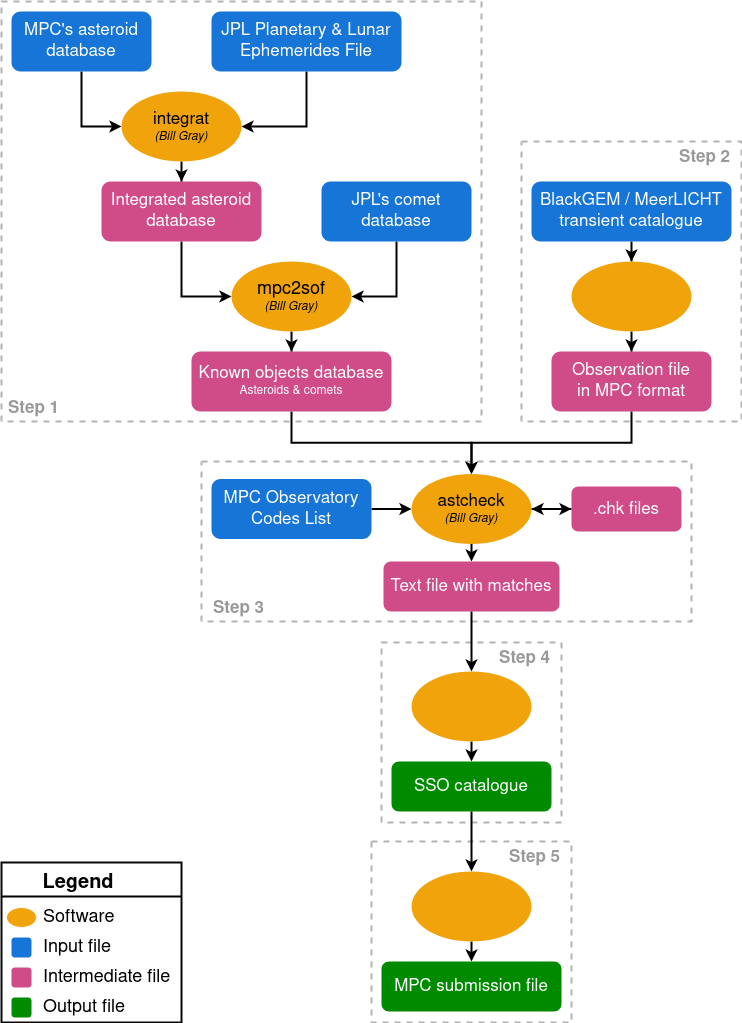 MPC's asteroid
database
JPL Planetary & Lunar
Ephemerides File
integrat
(Bill Gray)
Integrated asteroid
database
JPL's comet
database
mpc2sof
(Bill Gray)
Known objects database
Asteroids & comets
Step 1
Step 2
BlackGEM / MeerLICHT
transient catalogue
Observation file
in MPC format
MPC Observatory
Codes List
astcheck
(Bill Gray)
.chk files
Text file with matches
Step 3
Step 4
SSO catalogue
Step 5
MPC submission file
Legend
Software
Input file
Intermediate file
Output file